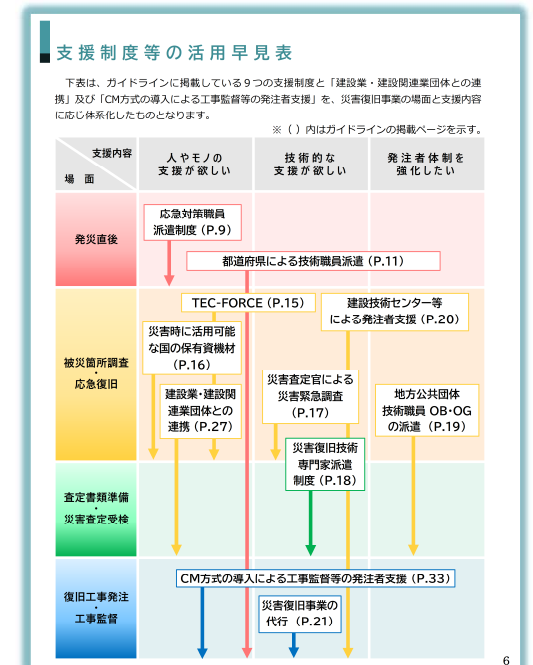 支援制度等の活用早見表
下表は、ガイドラインに掲載している９つの支援制度と「建設業・建設関連業団体との連
携」及び「CM方式の導入による工事監督等の発注者支援」を、災害復旧事業の場面と支援内容
に応じ体系化したものとなります。
※（ ）内はガイドラインの掲載ページを示す。
支援内容
場　面
人やモノの
支援が欲しい
技術的な
支援が欲しい
発注者体制を
強化したい
発災直後
応急対策職員
派遣制度（P.9）
都道府県による技術職員派遣（P.11）
被災箇所調査
・
応急復旧
TEC-FORCE（P.15）
建設技術センター等
による発注者支援（P.20）
災害時に活用可能
な国の保有資機材
（P.16）
災害査定官による
災害緊急調査
（P.17）
建設業・建設関
連業団体との
連携（P.27）
地方公共団体
技術職員 OB・OG
の派遣（P.19）
災害復旧技術
専門家派遣
制度（P.18）
査定書類準備
・
災害査定受検
復旧工事発注
・
工事監督
CM方式の導入による工事監督等の発注者支援（P.33）
災害復旧事業の
代行（P.21）
6